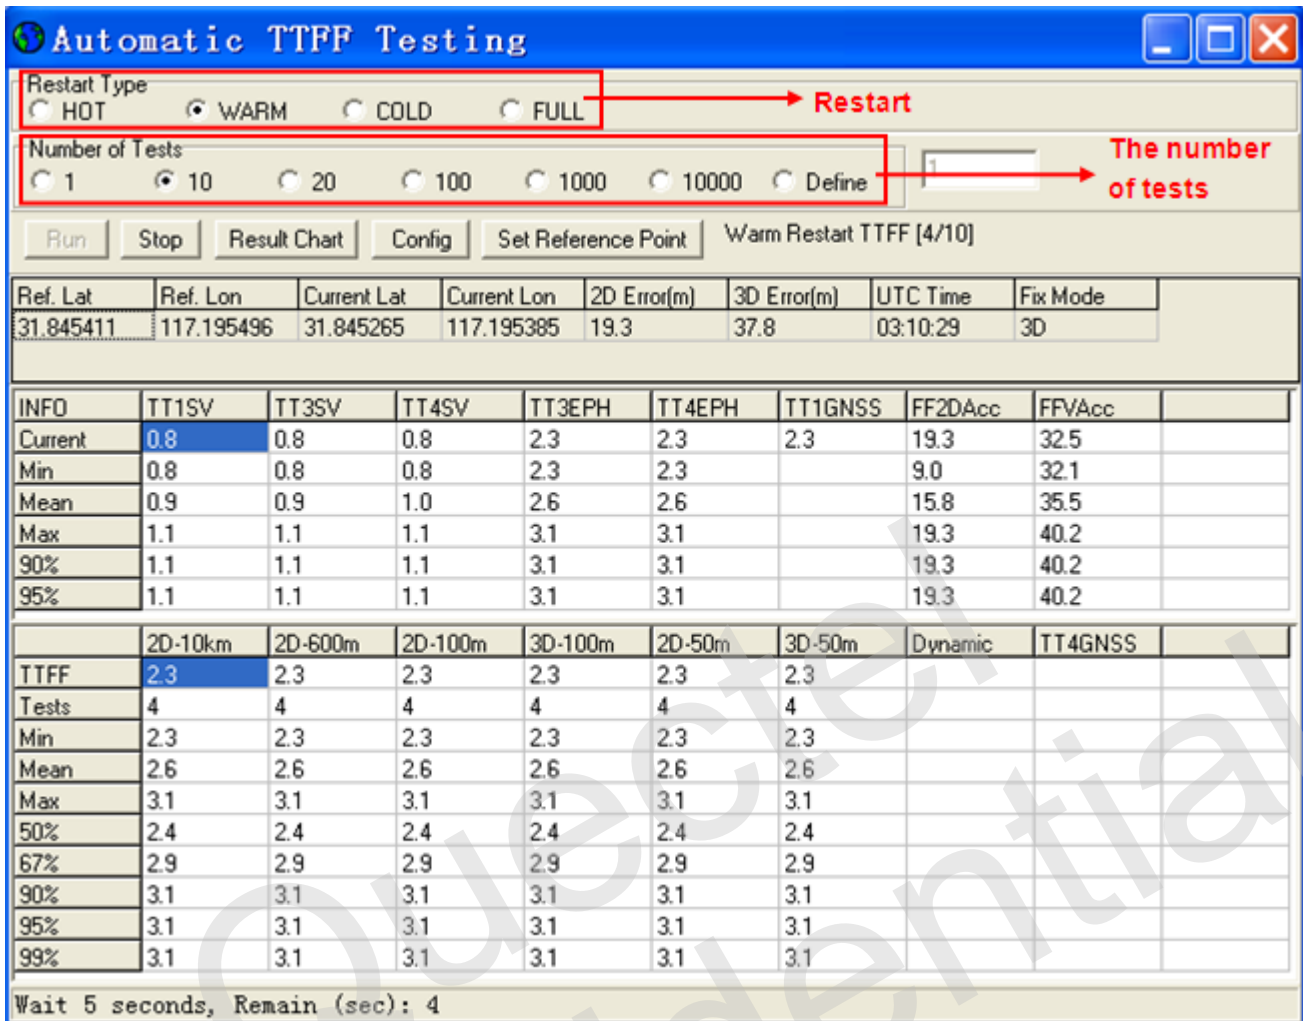 Automatic TTFF Testing
Restart Type
HOT WARM COLD FULL
Restart
Number of Tests
1 10 20 100 1000 10000 Define
1
The number
of tests
Run Stop Result Chart Config Set Reference Point Warm Restart TTFF [4/10]
Ref. Lat Ref. Lon Current Lat Current Lon 2D Error(m) 3D Error(m) UTC Time Fix Mode
31.845411 117.195496 31.845265 117.195385 19.3 37.8 03:10:29 3D
INFO TT1SV TT3SV TT4SV TT3EPH TT4EPH TT1GNSS FF2DAcc FFVAcc
Current 0.8 0.8 0.8 2.3 2.3 2.3 19.3 32.5
Min 0.8 0.8 0.8 2.3 2.3 9.0 32.1
Mean 0.9 0.9 1.0 2.6 2.6 15.8 35.5
Max 1.1 1.1 1.1 3.1 3.1 19.3 40.2
90% 1.1 1.1 1.1 3.1 3.1 19.3 40.2
95% 1.1 1.1 1.1 3.1 3.1 19.3 40.2
2D-10km 2D-600m 2D-100m 3D-100m 2D-50m 3D-50m Dynamic TT4GNSS
TTFF 2.3 2.3 2.3 2.3 2.3 2.3
Tests 4 4 4 4 4 4
Min 2.3 2.3 2.3 2.3 2.3 2.3
Mean 2.6 2.6 2.6 2.6 2.6 2.6
Max 3.1 3.1 3.1 3.1 3.1 3.1
50% 2.4 2.4 2.4 2.4 2.4 2.4
67% 2.9 2.9 2.9 2.9 2.9 2.9
90% 3.1 3.1 3.1 3.1 3.1 3.1
95% 3.1 3.1 3.1 3.1 3.1 3.1
99% 3.1 3.1 3.1 3.1 3.1 3.1
Wait 5 seconds, Remain (sec): 4
Quectel